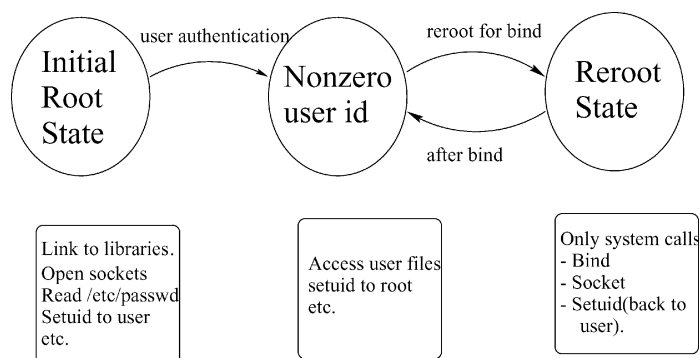 user authentication
reroot for bind
Initial
Root
State
Nonzero
user id
Reroot
State
after bind
Link to libraries.
Open sockets
Read /etc/passwd
Setuid to user
etc.
Access user files
setuid to root
etc.
Only system calls
- Bind
- Socket
- Setuid(back to
user).